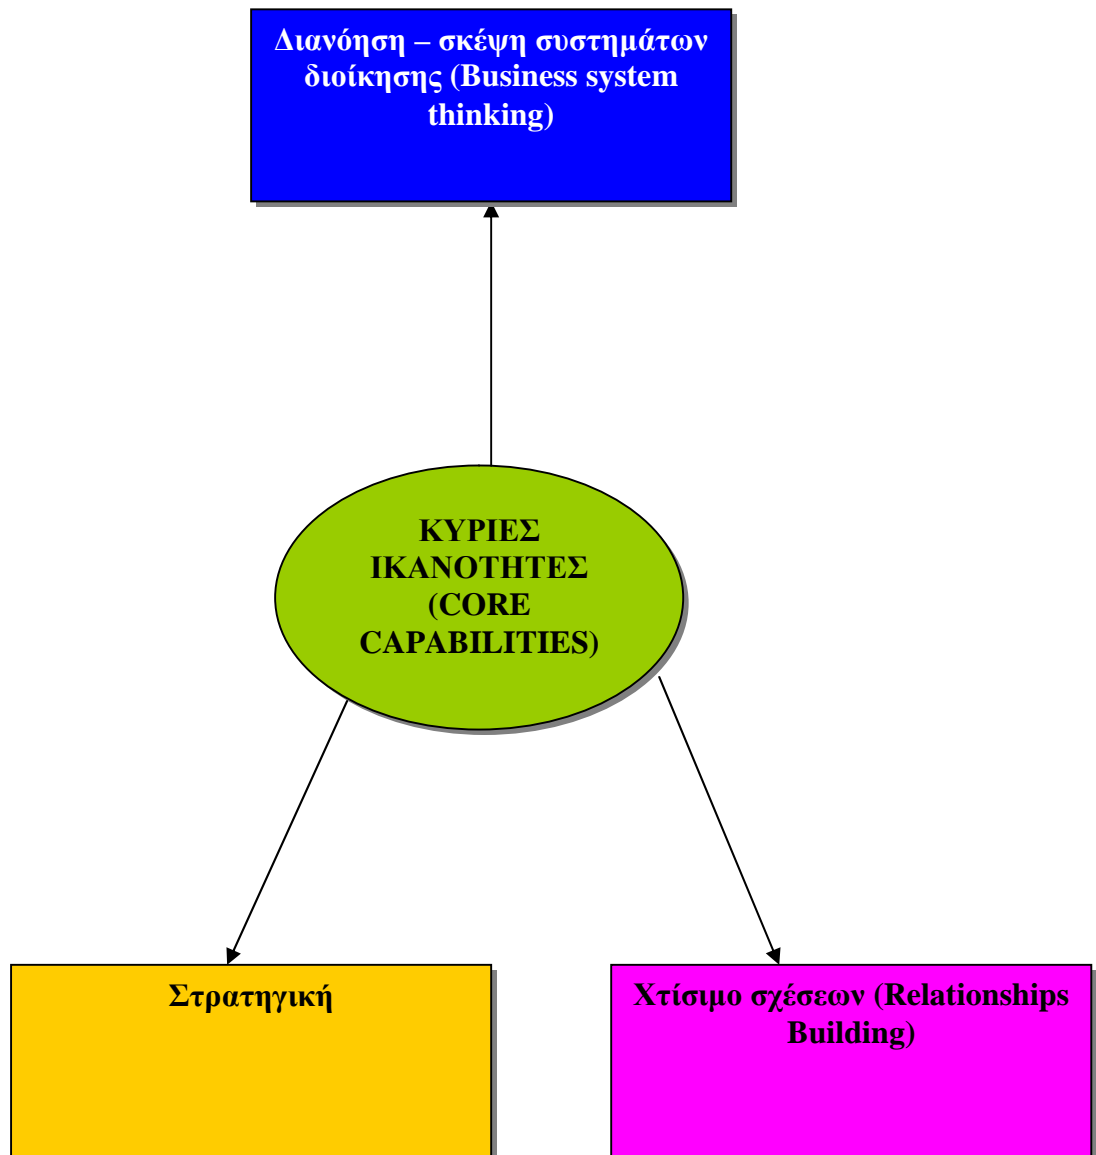 Διανόηση – σκέψη συστημάτων
διοίκησης (Business system
thinking)
ΚΥΡΙΕΣ
ΙΚΑΝΟΤΗΤΕΣ
(CORE
CAPABILITIES)
Στρατηγική
Χτίσιμο σχέσεων (Relationships
Building)